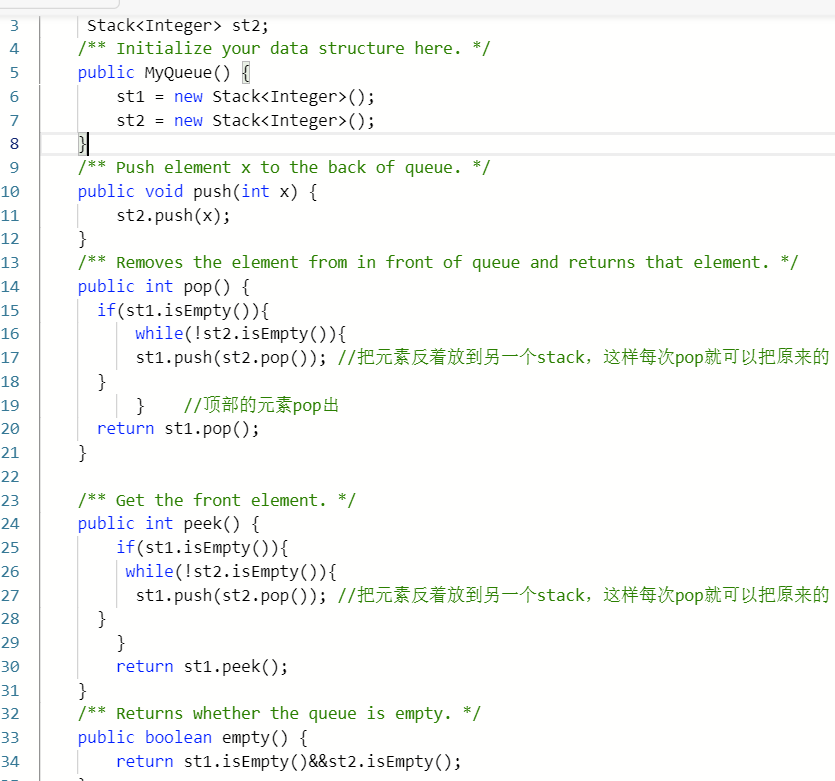 3 Stack<Integer> st2;
4 /** Initialize your data structure here. */
5 public MyQueue() {
6 st1 = new Stack<Integer>();
7 st2 = new Stack<Integer>();
8 }
9 /** Push element x to the back of queue. */
10 public void push(int x) {
11 st2.push(x);
12 }
13 /** Removes the element from in front of queue and returns that element. */
14 public int pop() {
15 if(st1.isEmpty()){
16 while(!st2.isEmpty()){
17 st1.push(st2.pop()); //把元素反着放到另一个stack，这样每次pop就可以把原来的
18 }
19 } //顶部的元素pop出
20 return st1.pop();
21 }
22
23 /** Get the front element. */
24 public int peek() {
25 if(st1.isEmpty()){
26 while(!st2.isEmpty()){
27 st1.push(st2.pop()); //把元素反着放到另一个stack，这样每次pop就可以把原来的
28 }
29 }
30 return st1.peek();
31 }
32 /** Returns whether the queue is empty. */
33 public boolean empty() {
34 return st1.isEmpty()&&st2.isEmpty();